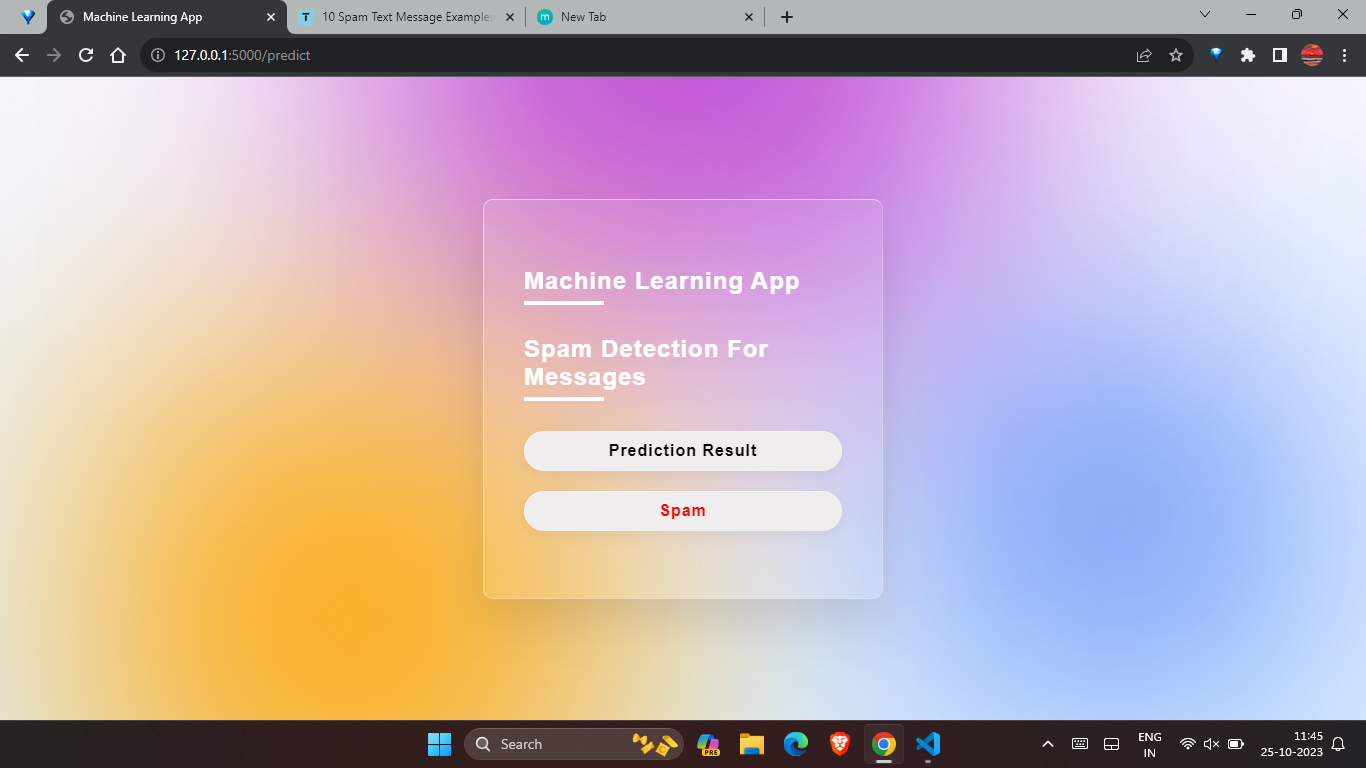 Machine Learning App
T
10 Spam Text Message Examples
m
New Tab
127.0.0.1:5000/predict
Machine Learning App
Spam Detection For
Messages
Prediction Result
Spam
Search
PRE
ENG
IN
11:45
25-10-2023